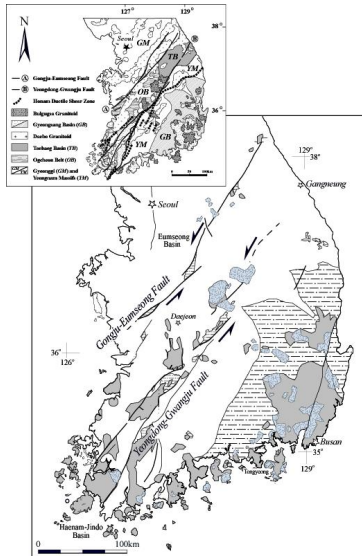 N
127°
129°
Seoul
GM
B
TB
YM
OB
36°
A
GB
YM
A Gongju-Eumseong Fault
B Yeongdong-Gwangju Fault
Honam Ductile Shear Zone
Bulguksa Granitoid
Gyeongsang Basin (GB)
Daebo Granitoid
Taebaeg Basin (TB)
Ogcheon Belt (OB)
Gyeonggi (GM) and
Yeongnam Massifs (YM)
129°
38°
Gangneung
Seoul
Eumseong
Basin
Gongju-Eumseong Fault
Daejeon
36°
126°
Yeongdong-Gwangju Fault
Busan
35°
129°
Tongyeong
Haenam-Jindo
Basin
0 100km